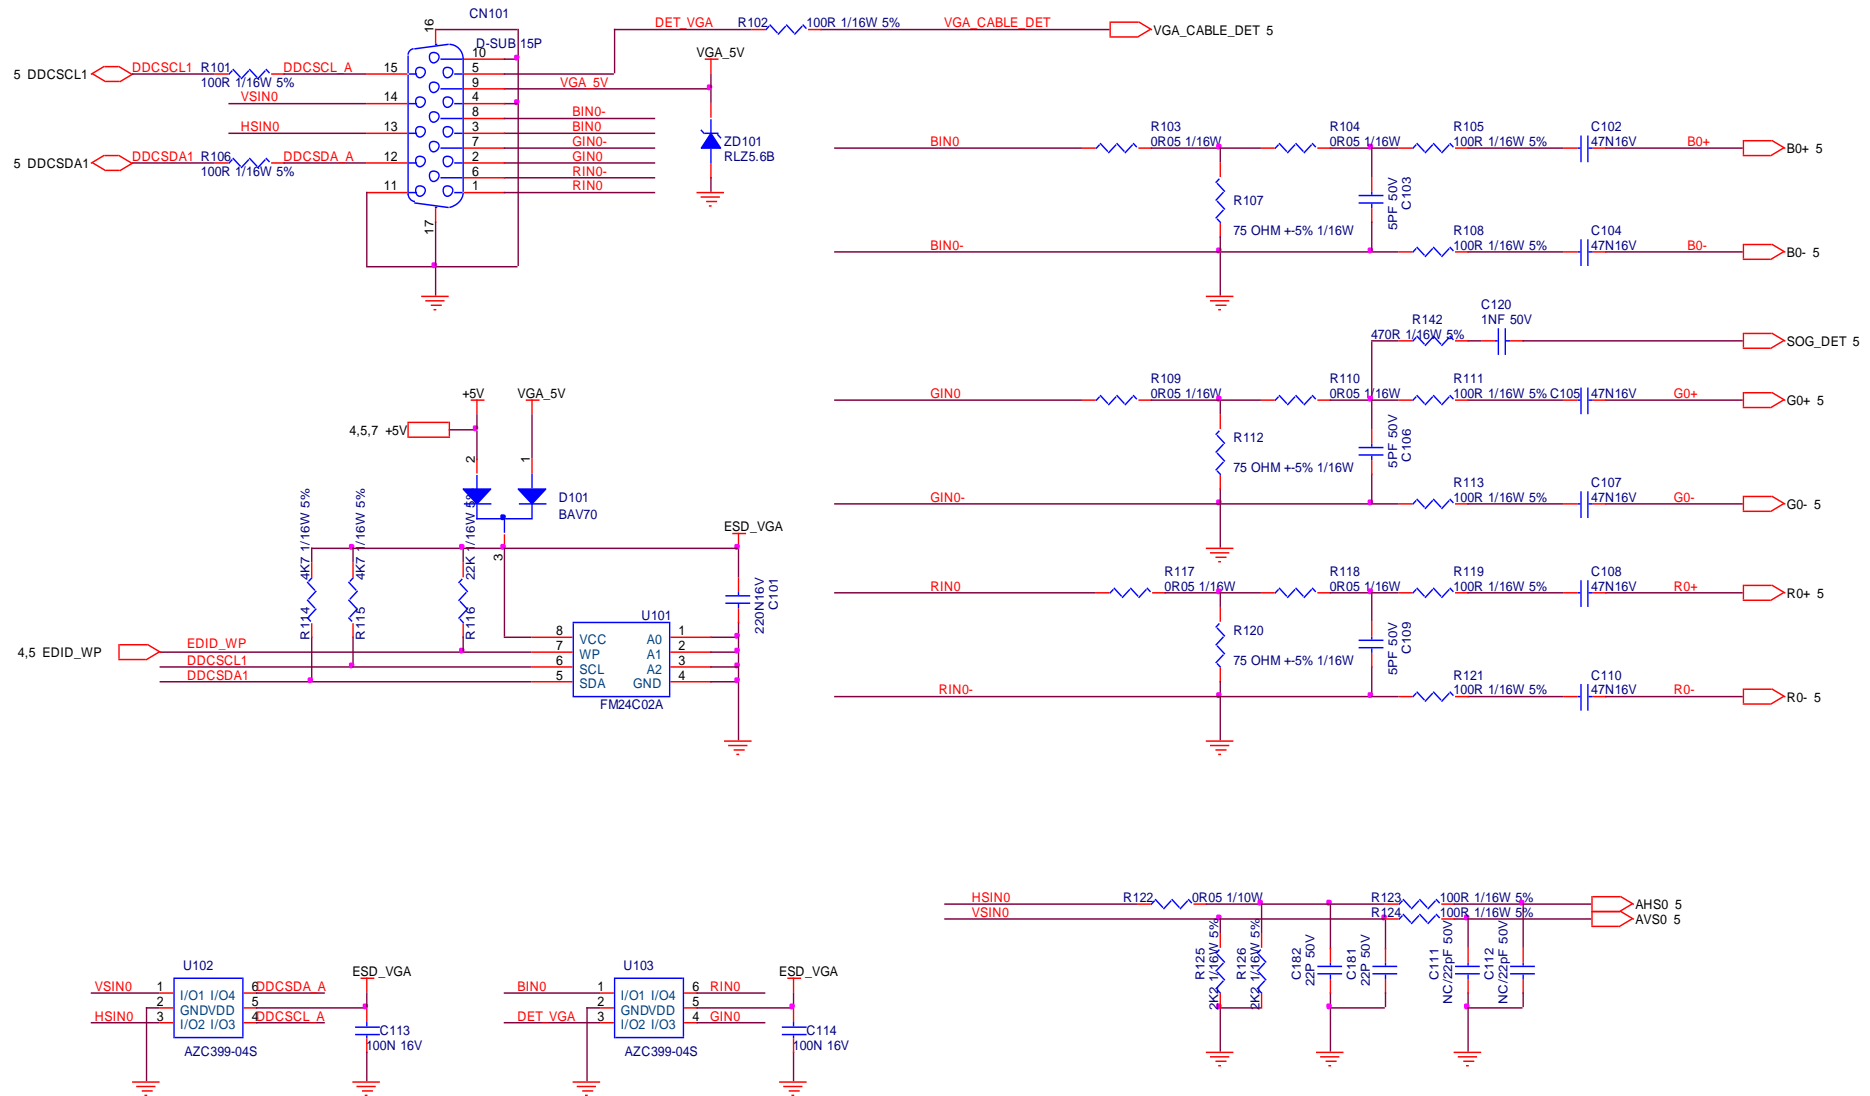 CN101
D-SUB 15P
16
17
5 DDCSCL1
DDCSCL1
R101
100R 1/16W 5%
DDCSCL_A
15
VSIN0
14
HSIN0
13
5 DDCSDA1
DDCSDA1
R106
100R 1/16W 5%
DDCSDA_A
12
11
10
5
9
4
8
3
7
2
6
1
DET_VGA
R102
100R 1/16W 5%
VGA_CABLE_DET
VGA_CABLE_DET 5
VGA_5V
VGA_5V
BIN0-
BIN0
GIN0-
GIN0
RIN0-
RIN0
ZD101
RLZ5.6B
BIN0
R103
0R05 1/16W
R104
0R05 1/16W
R105
100R 1/16W 5%
C102
47N16V
B0+
B0+ 5
R107
75 OHM +-5% 1/16W
5PF 50V
C103
BIN0-
R108
100R 1/16W 5%
C104
47N16V
B0-
B0- 5
C120
1NF 50V
R142
470R 1/16W 5%
SOG_DET 5
GIN0
R109
0R05 1/16W
R110
0R05 1/16W
R111
100R 1/16W 5%
C105
47N16V
G0+
G0+ 5
R112
75 OHM +-5% 1/16W
5PF 50V
C106
GIN0-
R113
100R 1/16W 5%
C107
47N16V
G0-
G0- 5
RIN0
R117
0R05 1/16W
R118
0R05 1/16W
R119
100R 1/16W 5%
C108
47N16V
R0+
R0+ 5
R120
75 OHM +-5% 1/16W
5PF 50V
C109
RIN0-
R121
100R 1/16W 5%
C110
47N16V
R0-
R0- 5
+5V
VGA_5V
4,5,7 +5V
2
1
D101
BAV70
3
ESD_VGA
R114
4K7 1/16W 5%
R115
4K7 1/16W 5%
R116
22K 1/16W 5%
220N16V
C101
U101
4,5 EDID_WP
EDID_WP
DDCSCL1
DDCSDA1
8 VCC A0 1
7 WP A1 2
6 SCL A2 3
5 SDA GND 4
FM24C02A
HSIN0
R122
0R05 1/10W
R123
100R 1/16W 5%
AHS0 5
VSIN0
R124
100R 1/16W 5%
AVS0 5
R125
2K2 1/16W 5%
R126
2K2 1/16W 5%
C182
22P 50V
C181
22P 50V
C111
NC/22pF 50V
C112
NC/22pF 50V
U102
ESD_VGA
VSIN0 1 I/O1 I/O4 6 DDCSDA_A
2 GND VDD 5
HSIN0 3 I/O2 I/O3 4 DDCSCL_A
AZC399-04S
C113
100N 16V
U103
ESD_VGA
BIN0 1 I/O1 I/O4 6 RIN0
2 GND VDD 5
DET_VGA 3 I/O2 I/O3 4 GIN0
AZC399-04S
C114
100N 16V